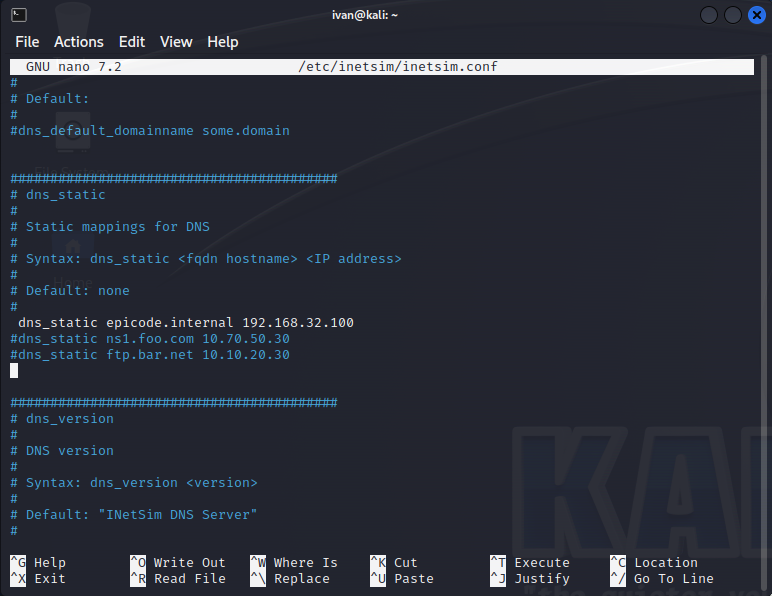 ivan@kali: ~
File Actions Edit View Help
GNU nano 7.2 /etc/inetsim/inetsim.conf
#
# Default:
#
#dns_default_domainname some.domain
########################################
# dns_static
#
# Static mappings for DNS
#
# Syntax: dns_static <fqdn hostname> <IP address>
#
# Default: none
#
dns_static epicode.internal 192.168.32.100
#dns_static ns1.foo.com 10.70.50.30
#dns_static ftp.bar.net 10.10.20.30
########################################
# dns_version
#
# DNS version
#
# Syntax: dns_version <version>
#
# Default: "INetSim DNS Server"
#
^G Help ^O Write Out ^W Where Is ^K Cut ^T Execute ^C Location
^X Exit ^R Read File ^\ Replace ^U Paste ^J Justify ^/ Go To Line